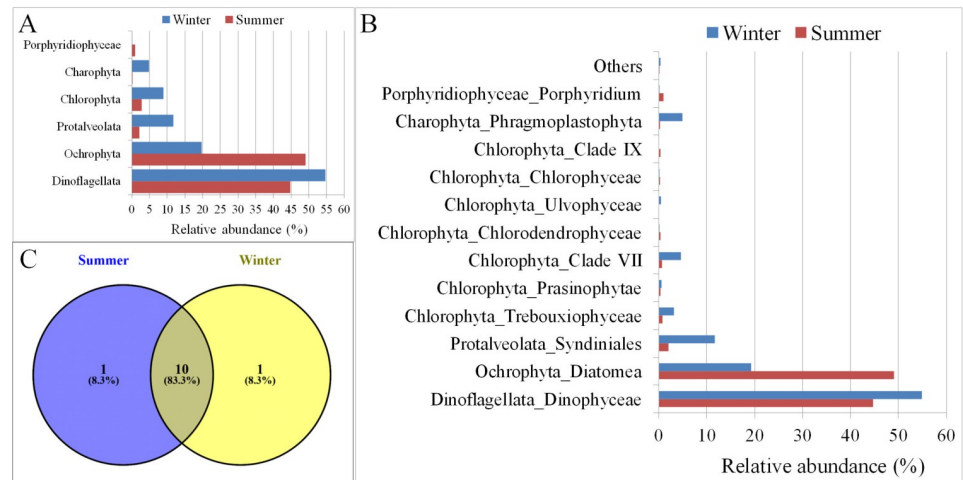 A
Winter Summer
Porphyridiophyceae
Charophyta
Chlorophyta
Protalveolata
Ochrophyta
Dinoflagellata
0 5 10 15 20 25 30 35 40 45 50 55 60
Relative abundance (%)
B
Winter Summer
Others
Porphyridiophyceae_Porphyridium
Charophyta_Phragmoplastophyta
Chlorophyta_Clade IX
Chlorophyta_Chlorophyceae
Chlorophyta_Ulvophyceae
Chlorophyta_Chlorodendrophyceae
Chlorophyta_Clade VII
Chlorophyta_Prasinophytae
Chlorophyta_Trebouxiophyceae
Protalveolata_Syndiniales
Ochrophyta_Diatomea
Dinoflagellata_Dinophyceae
0 10 20 30 40 50 60
Relative abundance (%)
C
Summer Winter
1 10 1
(8.3%) (83.3%) (8.3%)